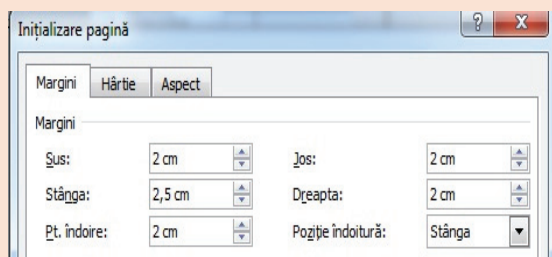 Inițializare pagină
Margini Hârtie Aspect
Margini
Sus: 2 cm Jos: 2 cm
Stânga: 2,5 cm Dreapta: 2 cm
Pt. îndoire: 2 cm Poziție îndoitură: Stânga